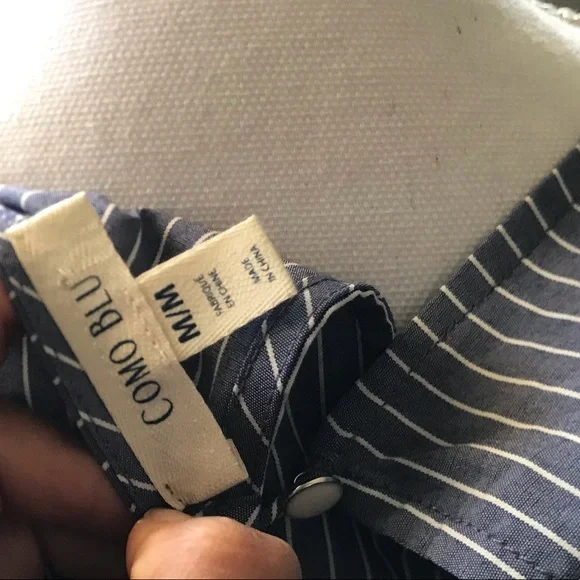 COMO BLU
M/M
FABRIQUÉ
EN CHINE
MADE
IN CHINA